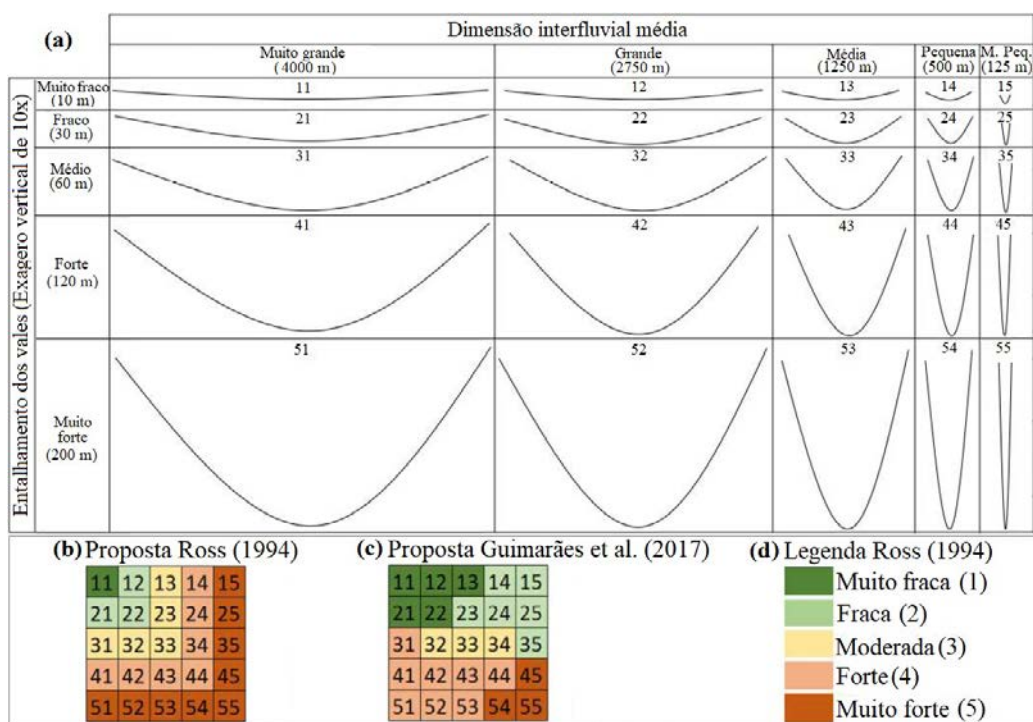 (a)
Dimensão interfluvial média
Muito grande
(4000 m)
Grande
(2750 m)
Média
(1250 m)
Pequena
(500 m)
M. Peq.
(125 m)
Entalhamento dos vales (Exagero vertical de 10x)
Muito fraco
(10 m)
11
12
13
14
15
Fraco
(30 m)
21
22
23
24
25
Médio
(60 m)
31
32
33
34
35
Forte
(120 m)
41
42
43
44
45
Muito
forte
(200 m)
51
52
53
54
55
(b) Proposta Ross (1994)
11 12 13 14 15
21 22 23 24 25
31 32 33 34 35
41 42 43 44 45
51 52 53 54 55
(c) Proposta Guimarães et al. (2017)
11 12 13 14 15
21 22 23 24 25
31 32 33 34 35
41 42 43 44 45
51 52 53 54 55
(d) Legenda Ross (1994)
Muito fraca (1)
Fraca (2)
Moderada (3)
Forte (4)
Muito forte (5)